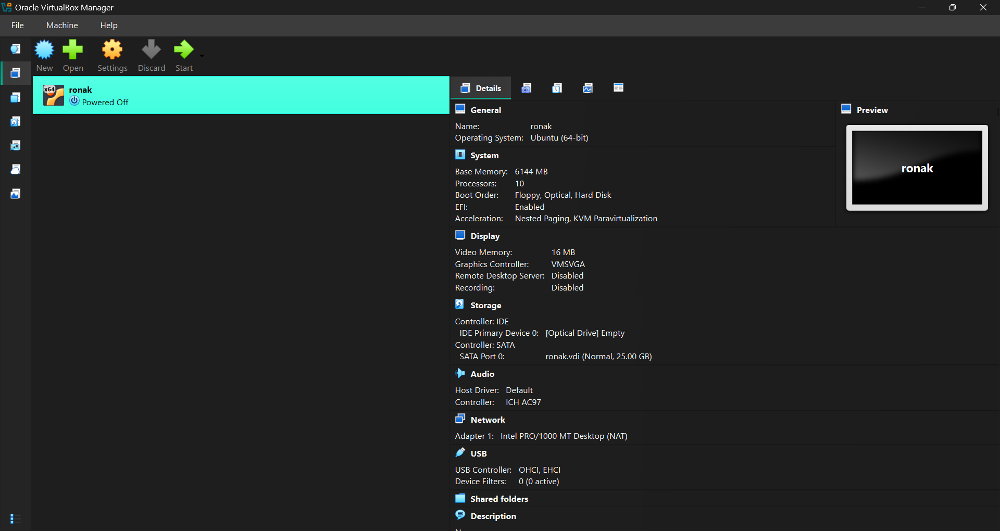 Oracle VirtualBox Manager
File Machine Help
New Open Settings Discard Start
x64
ronak
Powered Off
Details
General
Name: ronak
Operating System: Ubuntu (64-bit)
Preview
ronak
System
Base Memory: 6144 MB
Processors: 10
Boot Order: Floppy, Optical, Hard Disk
EFI: Enabled
Acceleration: Nested Paging, KVM Paravirtualization
Display
Video Memory: 16 MB
Graphics Controller: VMSVGA
Remote Desktop Server: Disabled
Recording: Disabled
Storage
Controller: IDE
IDE Primary Device 0: [Optical Drive] Empty
Controller: SATA
SATA Port 0: ronak.vdi (Normal, 25.00 GB)
Audio
Host Driver: Default
Controller: ICH AC97
Network
Adapter 1: Intel PRO/1000 MT Desktop (NAT)
USB
USB Controller: OHCI, EHCI
Device Filters: 0 (0 active)
Shared folders
Description